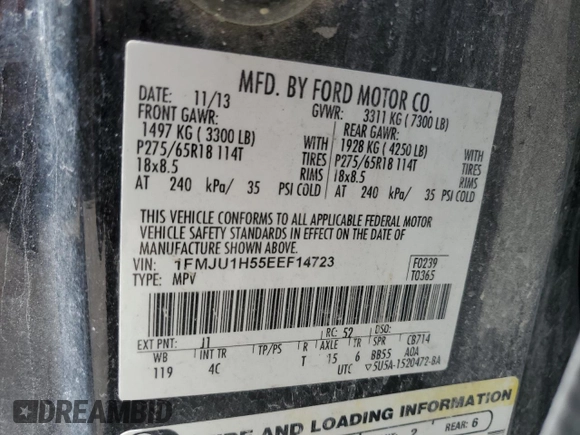 MFD. BY FORD MOTOR CO.
DATE: 11/13 GVWR: 3311 KG ( 7300 LB)
FRONT GAWR: REAR GAWR:
1497 KG ( 3300 LB) WITH 1928 KG ( 4250 LB) WITH
P275/65R18 114T TIRES P275/65R18 114T TIRES
18x8.5 RIMS 18x8.5 RIMS
AT 240 kPa/ 35 PSI COLD AT 240 kPa/ 35 PSI COLD
THIS VEHICLE CONFORMS TO ALL APPLICABLE FEDERAL MOTOR
VEHICLE SAFETY STANDARDS IN EFFECT ON THE DATE OF
MANUFACTURE SHOWN ABOVE.
VIN: 1FMJU1H55EEF14723 F0239
TYPE: MPV T0365
EXT PNT: J1 RC: 52 DSO:
WB INT TR TP/PS R AXLE TR SPR CB714
119 4C T 15 6 BB55 AOA
UTC ▽5U5A-1520472-BA
AND LOADING INFORMATION
2 REAR: 6
DREAMBID